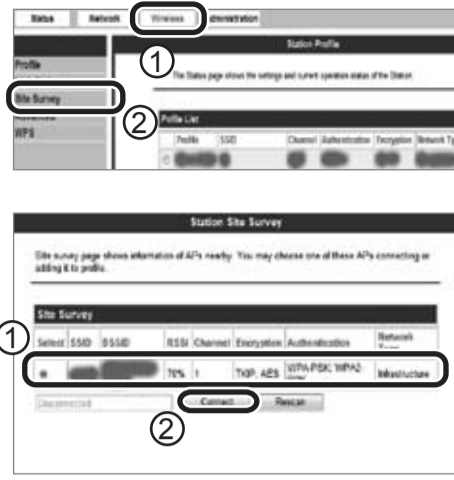 Status Network Wireless Administration
Station Profile
①
Profile
The Status page shows the settings and current operation status of the Station.
Site Survey
②
Profile List
Advanced
WPS
Profile SSID Channel Authentication Encryption Network Ty
Station Site Survey
Site survey page shows information of APs nearby. You may choose one of these APs connecting or
adding it to profile.
Site Survey
①
Select SSID BSSID RSSI Channel Encryption Authentication Network
70% 1 TKIP, AES WPA-PSK; WPA2-
Infrastructure
Disconnected Connect Rescan
②